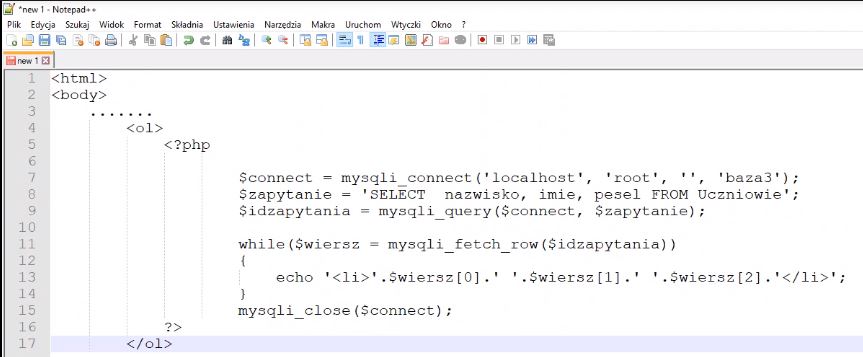 *new 1 - Notepad++
Plik Edycja Szukaj Widok Format Składnia Ustawienia Narzędzia Makra Uruchom Wtyczki Okno ?
new 1
1 <html>
2 <body>
3 .......
4 <ol>
5 <?php
6
7 $connect = mysqli_connect('localhost', 'root', '', 'baza3');
8 $zapytanie = 'SELECT  nazwisko, imie, pesel FROM Uczniowie';
9 $idzapytania = mysqli_query($connect, $zapytanie);
10
11 while($wiersz = mysqli_fetch_row($idzapytania))
12 {
13 echo '<li>'.$wiersz[0].' '.$wiersz[1].' '.$wiersz[2].'</li>';
14 }
15 mysqli_close($connect);
16 ?>
17 </ol>